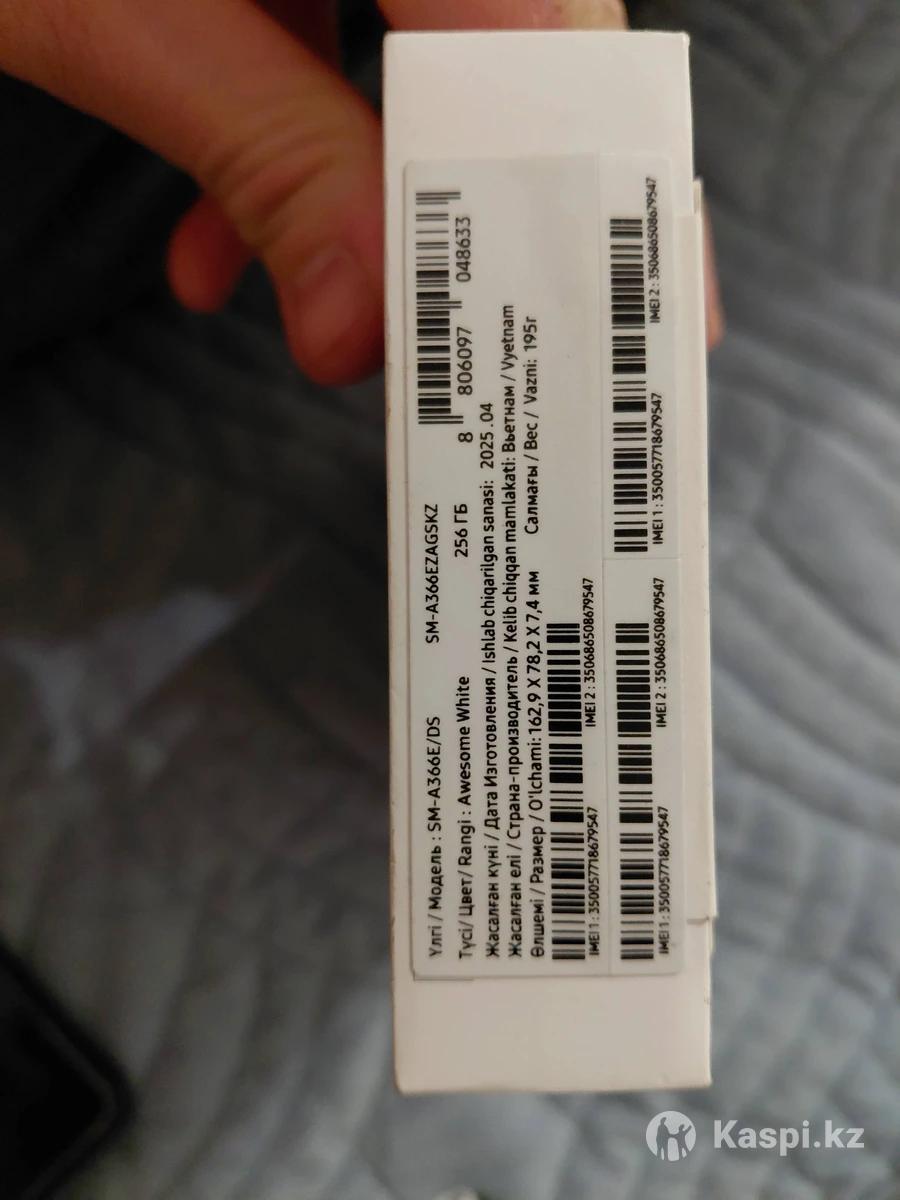 Үлгі / Модель : SM-A366E/DS SM-A366EZAGSKZ
Түсі/ Цвет/ Rangi : Awesome White 256 ГБ
8 806097 048633
Жасалған күні / Дата Изготовления / Ishlab chiqarilgan sanasi: 2025.04
Жасалған елі / Страна-производитель / Kelib chiqqan mamlakati: Вьетнам / Vyetnam
Өлшемі / Размер / O'lchami: 162,9 X 78,2 X 7,4 мм Салмағы / Вес / Vazni: 195г
IMEI 1 : 350057718679547 IMEI 2 : 350686508679547
IMEI 1 : 350057718679547 IMEI 2 : 350686508679547
IMEI 1 : 350057718679547 IMEI 2 : 350686508679547
Kaspi.kz